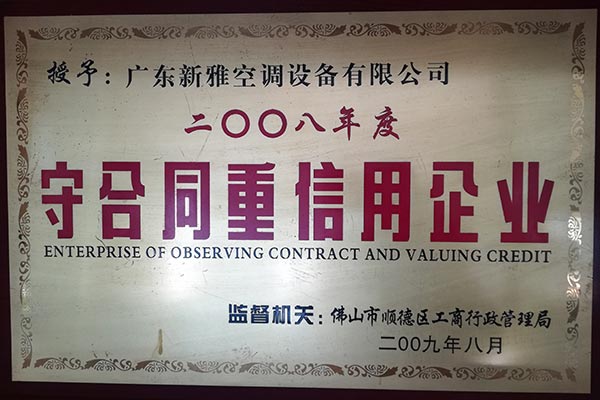 授予：广东新雅空调设备有限公司
二〇〇八年度
守合同重信用企业
ENTERPRISE OF OBSERVING CONTRACT AND VALUING CREDIT
监督机关：佛山市顺德区工商行政管理局
二〇〇九年八月